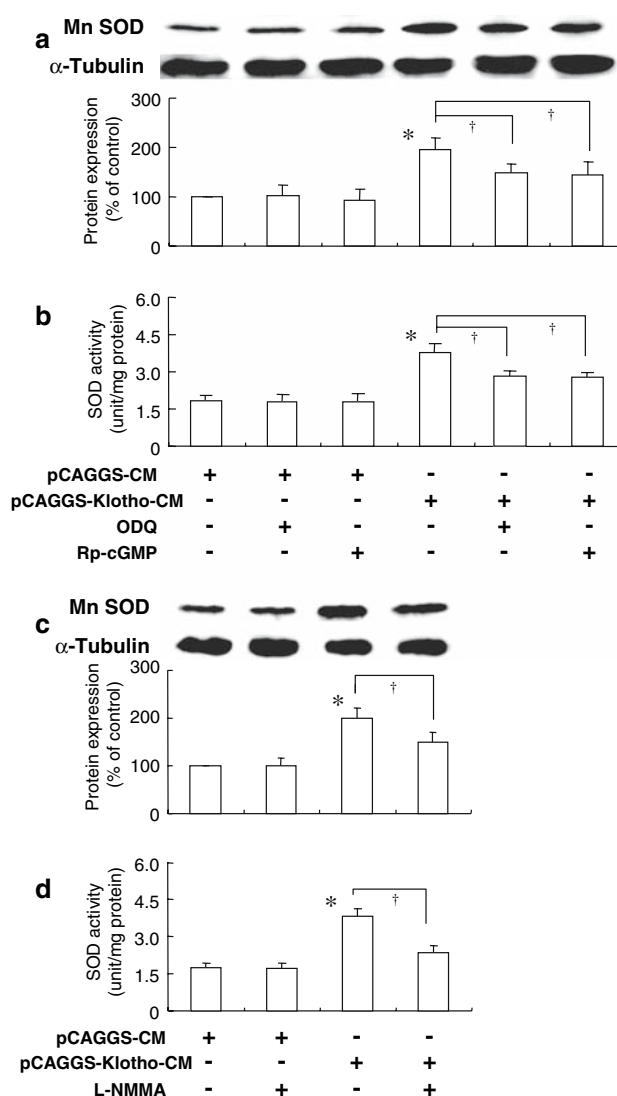 a
Mn SOD
α-Tubulin
Protein expression
(% of control)
300
200
100
0
*
†
†
b
SOD activity
(unit/mg protein)
6.0
4.5
3.0
1.5
0
*
†
†
pCAGGS-CM + + + - - -
pCAGGS-Klotho-CM - - - + + +
ODQ - + - - + -
Rp-cGMP - - + - - +
c
Mn SOD
α-Tubulin
Protein expression
(% of control)
300
200
100
0
*
†
d
SOD activity
(unit/mg protein)
6.0
4.5
3.0
1.5
0
*
†
pCAGGS-CM + + - -
pCAGGS-Klotho-CM - - + +
L-NMMA - + - +